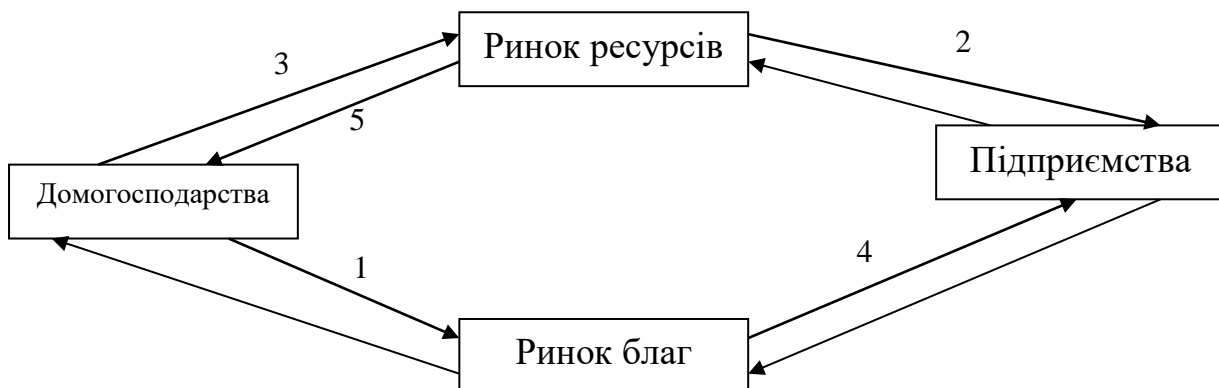 Ринок ресурсів
2
3
5
Підприємства
Домогосподарства
4
1
Ринок благ